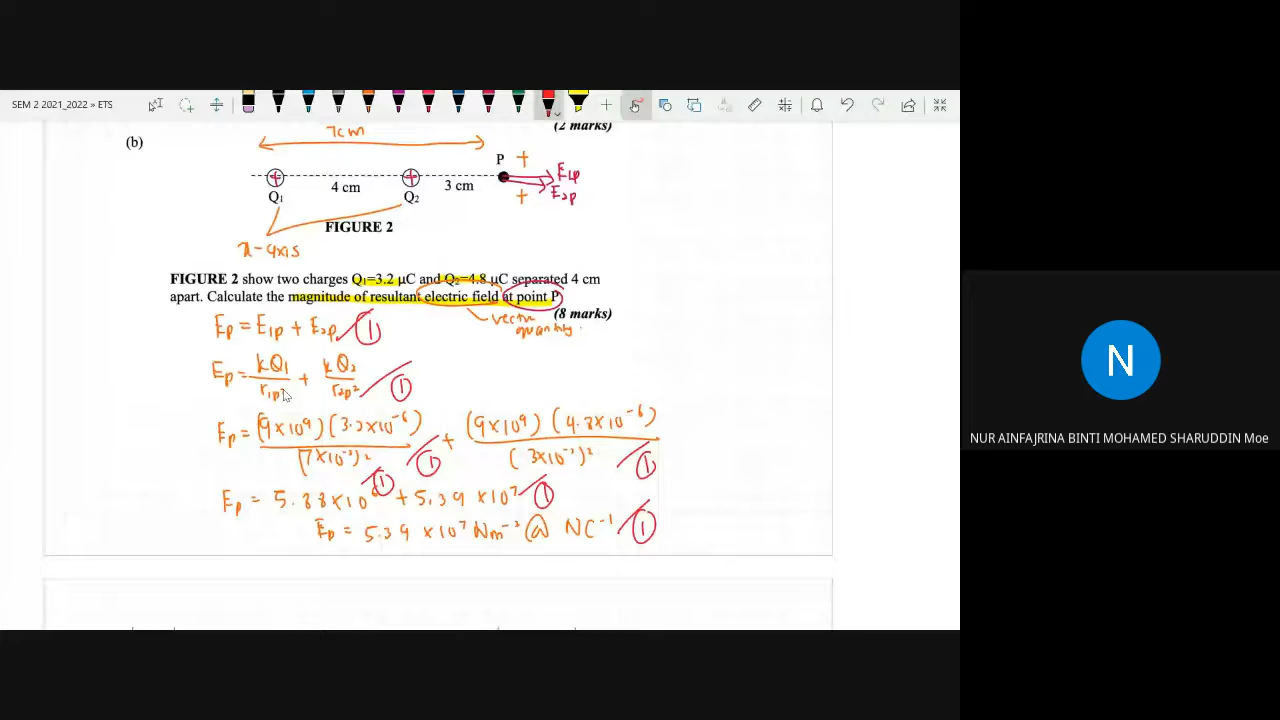 SEM 2 2021_2022 » ETS
(2 marks)
(b)
7cm
P
+
E1p
4 cm
3 cm
+
E2p
Q₁
Q₂
FIGURE 2
x-axis
FIGURE 2 show two charges Q₁=3.2 μC and Q₂=4.8 μC separated 4 cm
apart. Calculate the magnitude of resultant electric field at point P
(8 marks)
vector quantity.
Ep = E1p + E2p ①
Ep = kQ₁/r1p² + kQ₂/r2p² ①
Ep = (9×10⁹)(3.2×10⁻⁶)/(7×10⁻²)² ① + (9×10⁹)(4.8×10⁻⁶)/(3×10⁻²)² ①
Ep = 5.88×10⁶ ① + 5.39×10⁷ ①
Ep = 5.39×10⁷ Nm⁻² @ NC⁻¹ ①
N
NUR AINFAJRINA BINTI MOHAMED SHARUDDIN Moe